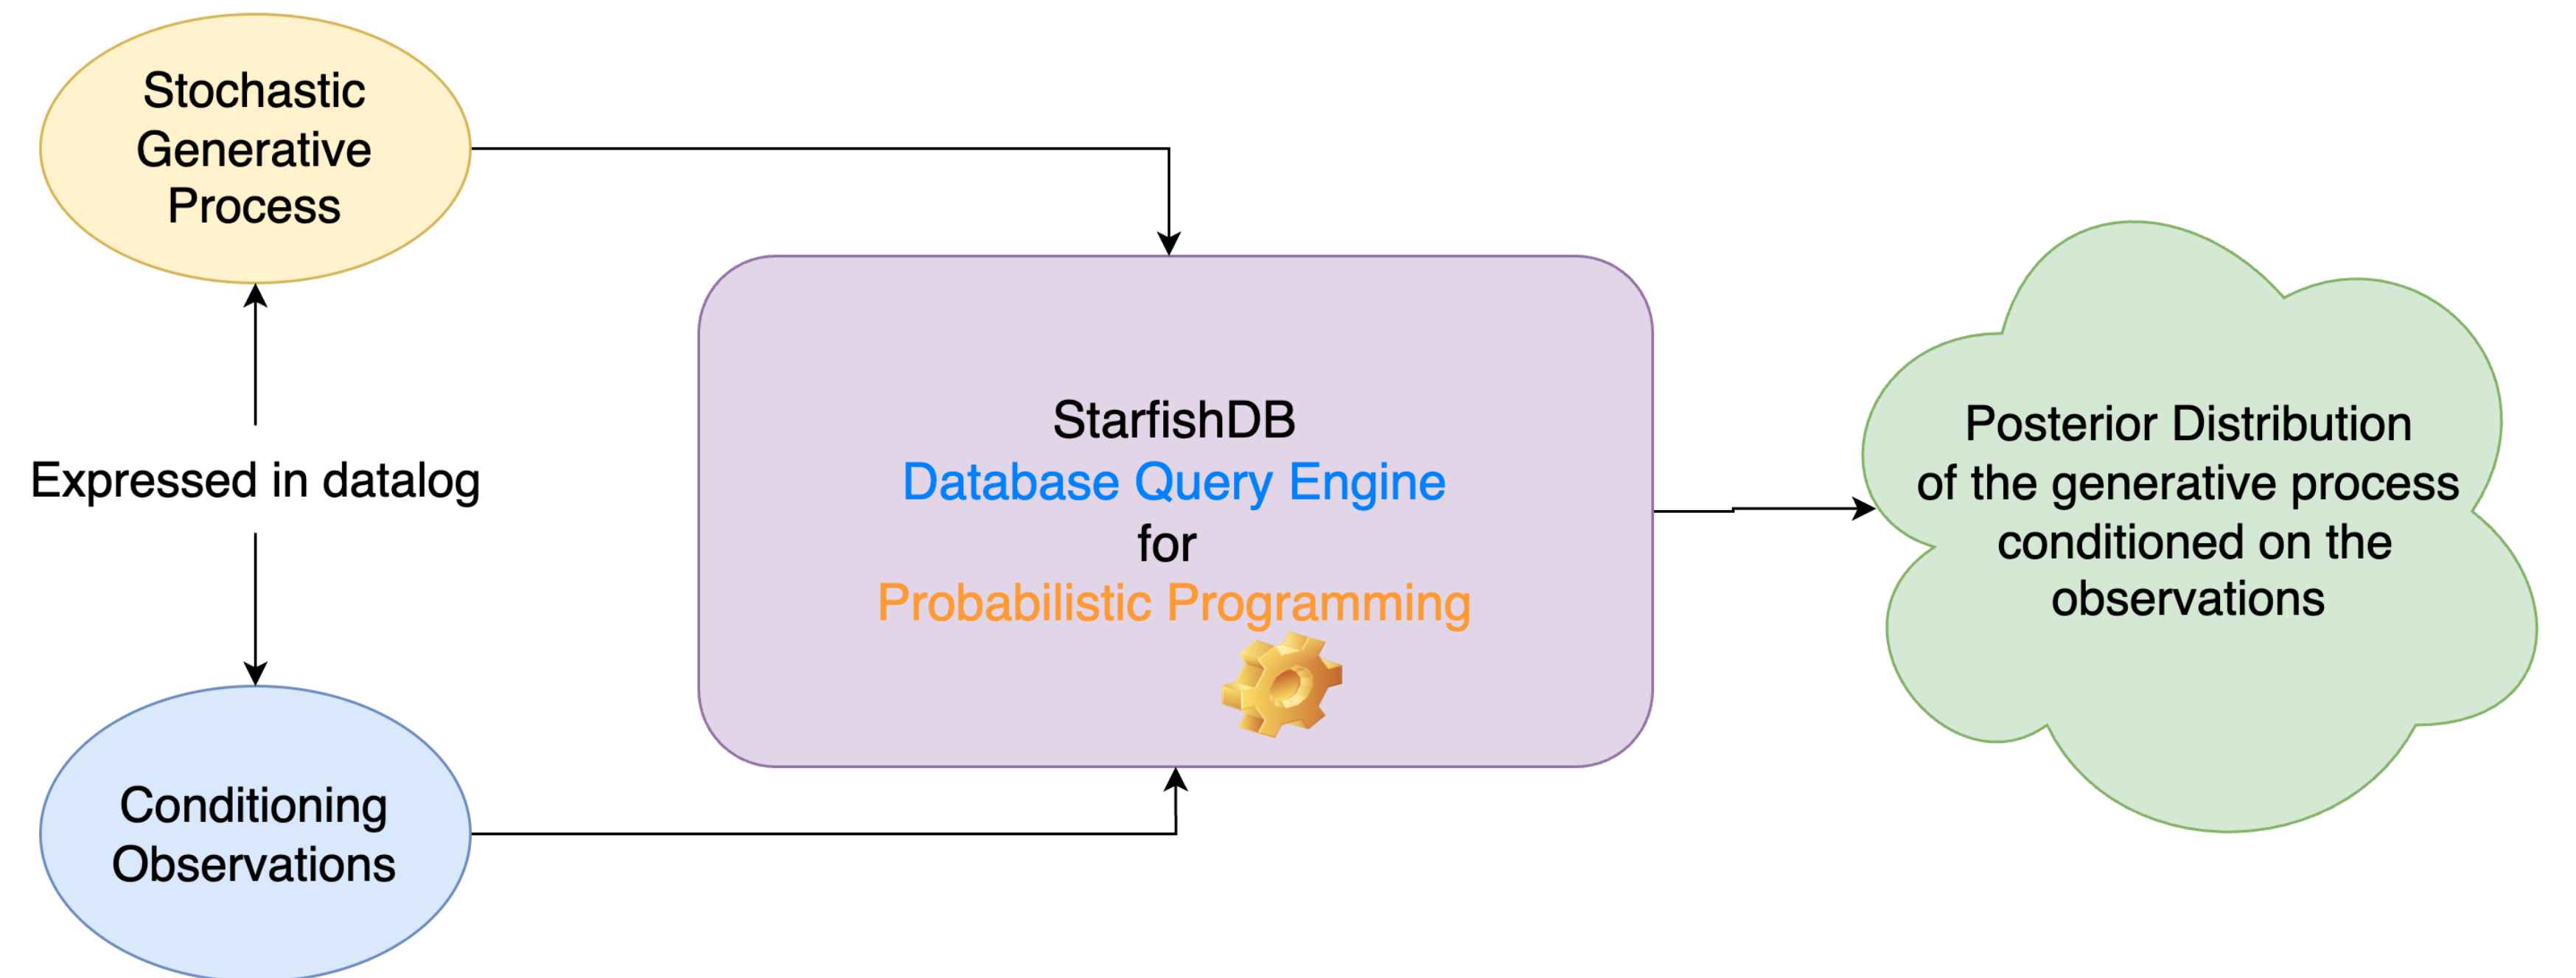 Stochastic
Generative
Process
Expressed in datalog
Conditioning
Observations
StarfishDB
Database Query Engine
for
Probabilistic Programming
Posterior Distribution
of the generative process
conditioned on the
observations